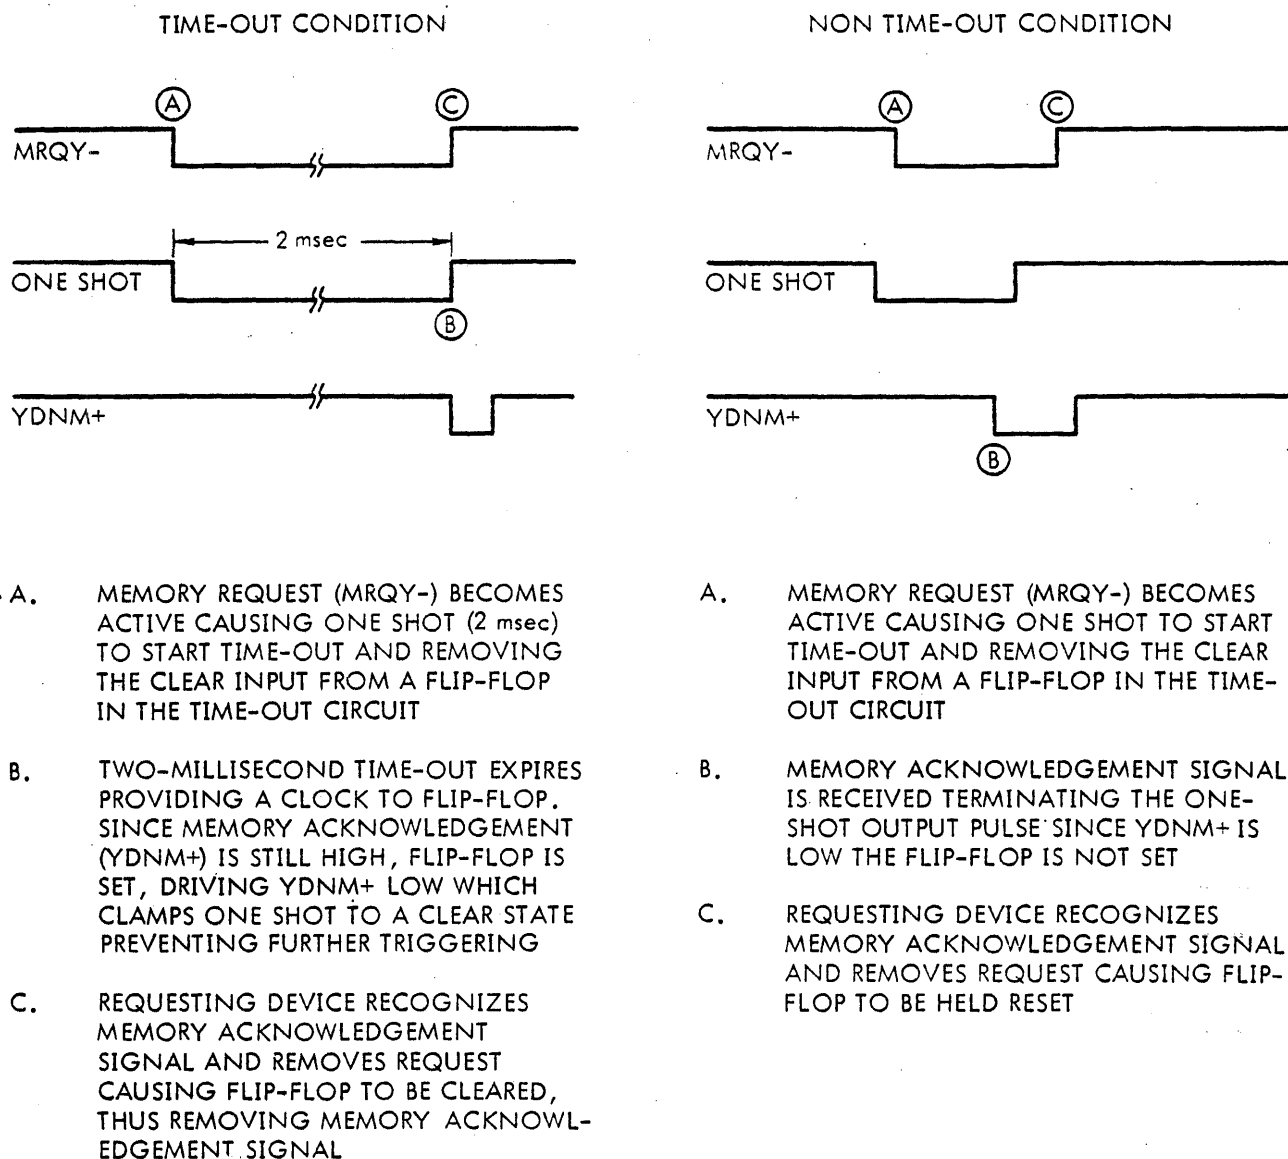 TIME-OUT CONDITION
A
C
MRQY-
2 msec
ONE SHOT
B
YDNM+
A. MEMORY REQUEST (MRQY-) BECOMES
ACTIVE CAUSING ONE SHOT (2 msec)
TO START TIME-OUT AND REMOVING
THE CLEAR INPUT FROM A FLIP-FLOP
IN THE TIME-OUT CIRCUIT
B. TWO-MILLISECOND TIME-OUT EXPIRES
PROVIDING A CLOCK TO FLIP-FLOP.
SINCE MEMORY ACKNOWLEDGEMENT
(YDNM+) IS STILL HIGH, FLIP-FLOP IS
SET, DRIVING YDNM+ LOW WHICH
CLAMPS ONE SHOT TO A CLEAR STATE
PREVENTING FURTHER TRIGGERING
C. REQUESTING DEVICE RECOGNIZES
MEMORY ACKNOWLEDGEMENT
SIGNAL AND REMOVES REQUEST
CAUSING FLIP-FLOP TO BE CLEARED,
THUS REMOVING MEMORY ACKNOWL-
EDGEMENT SIGNAL
NON TIME-OUT CONDITION
A
C
MRQY-
ONE SHOT
YDNM+
B
A. MEMORY REQUEST (MRQY-) BECOMES
ACTIVE CAUSING ONE SHOT TO START
TIME-OUT AND REMOVING THE CLEAR
INPUT FROM A FLIP-FLOP IN THE TIME-
OUT CIRCUIT
B. MEMORY ACKNOWLEDGEMENT SIGNAL
IS RECEIVED TERMINATING THE ONE-
SHOT OUTPUT PULSE SINCE YDNM+ IS
LOW THE FLIP-FLOP IS NOT SET
C. REQUESTING DEVICE RECOGNIZES
MEMORY ACKNOWLEDGEMENT SIGNAL
AND REMOVES REQUEST CAUSING FLIP-
FLOP TO BE HELD RESET